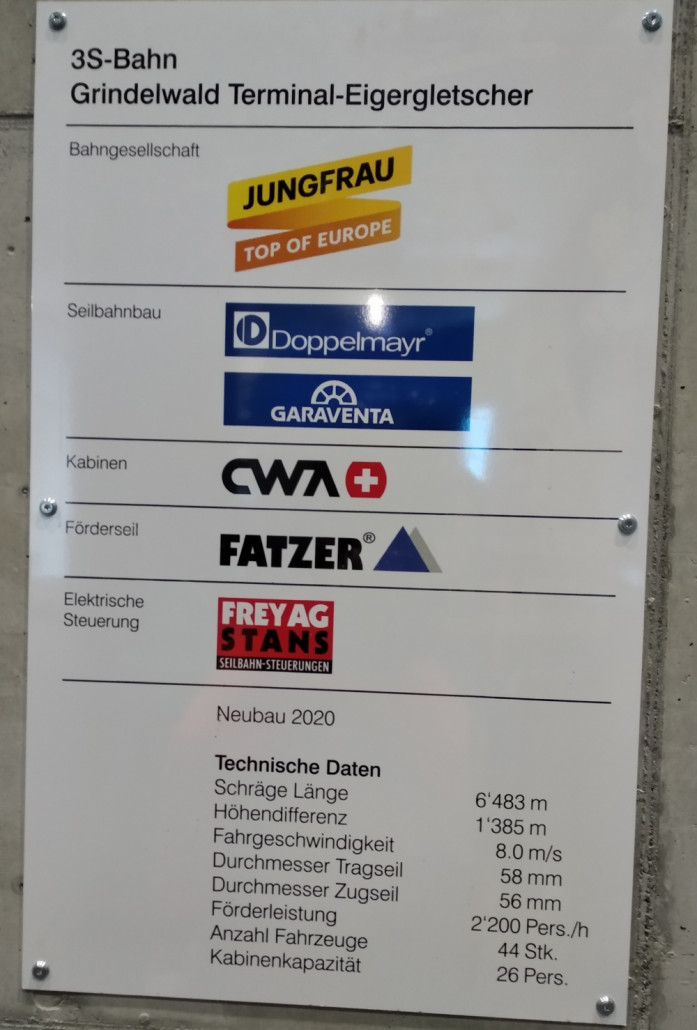 3S-Bahn
Grindelwald Terminal-Eigergletscher
Bahngesellschaft
JUNGFRAU
TOP OF EUROPE
Seilbahnbau
D Doppelmayr®
GARAVENTA
Kabinen
CWA
Förderseil
FATZER®
Elektrische
Steuerung
FREY AG
STANS
SEILBAHN-STEUERUNGEN
Neubau 2020
Technische Daten
Schräge Länge 6'483 m
Höhendifferenz 1'385 m
Fahrgeschwindigkeit 8.0 m/s
Durchmesser Tragseil 58 mm
Durchmesser Zugseil 56 mm
Förderleistung 2'200 Pers./h
Anzahl Fahrzeuge 44 Stk.
Kabinenkapazität 26 Pers.